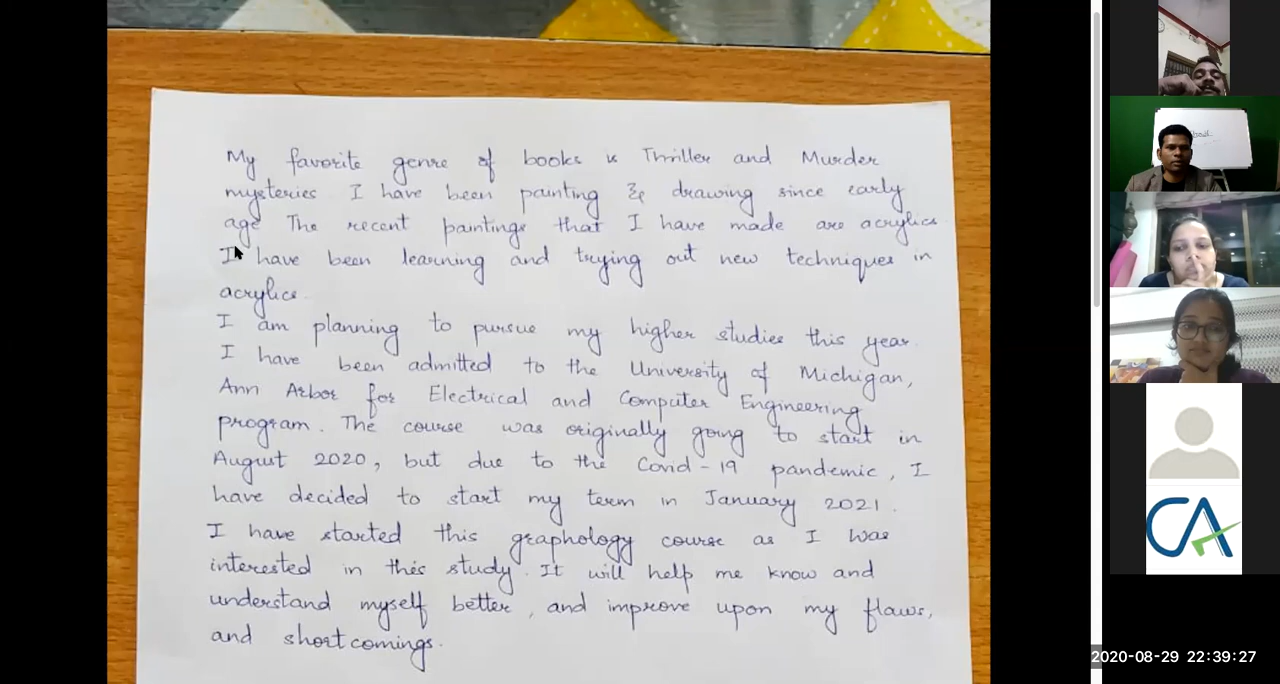 My favorite genre of books is Thriller and Murder
mysteries I have been painting & drawing since early
age The recent paintings that I have made are acrylics
I have been learning and trying out new techniques in
acrylics
I am planning to pursue my higher studies this year.
I have been admitted to the University of Michigan,
Ann Arbor for Electrical and Computer Engineering
program. The course was originally going to start in
August 2020, but due to the Covid-19 pandemic, I
have decided to start my term in January 2021.
I have started this graphology course as I was
interested in this study. It will help me know and
understand myself better, and improve upon my flaws,
and shortcomings.
CA
2020-08-29 22:39:27